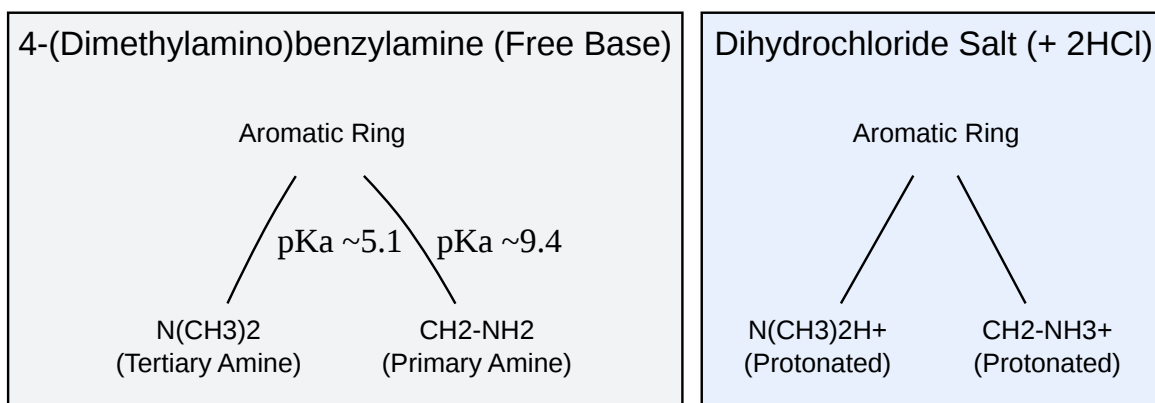 4-(Dimethylamino)benzylamine (Free Base)
Aromatic Ring
pKa ~5.1
pKa ~9.4
N(CH3)2
(Tertiary Amine)
CH2-NH2
(Primary Amine)
Dihydrochloride Salt (+ 2HCl)
Aromatic Ring
N(CH3)2H+
(Protonated)
CH2-NH3+
(Protonated)